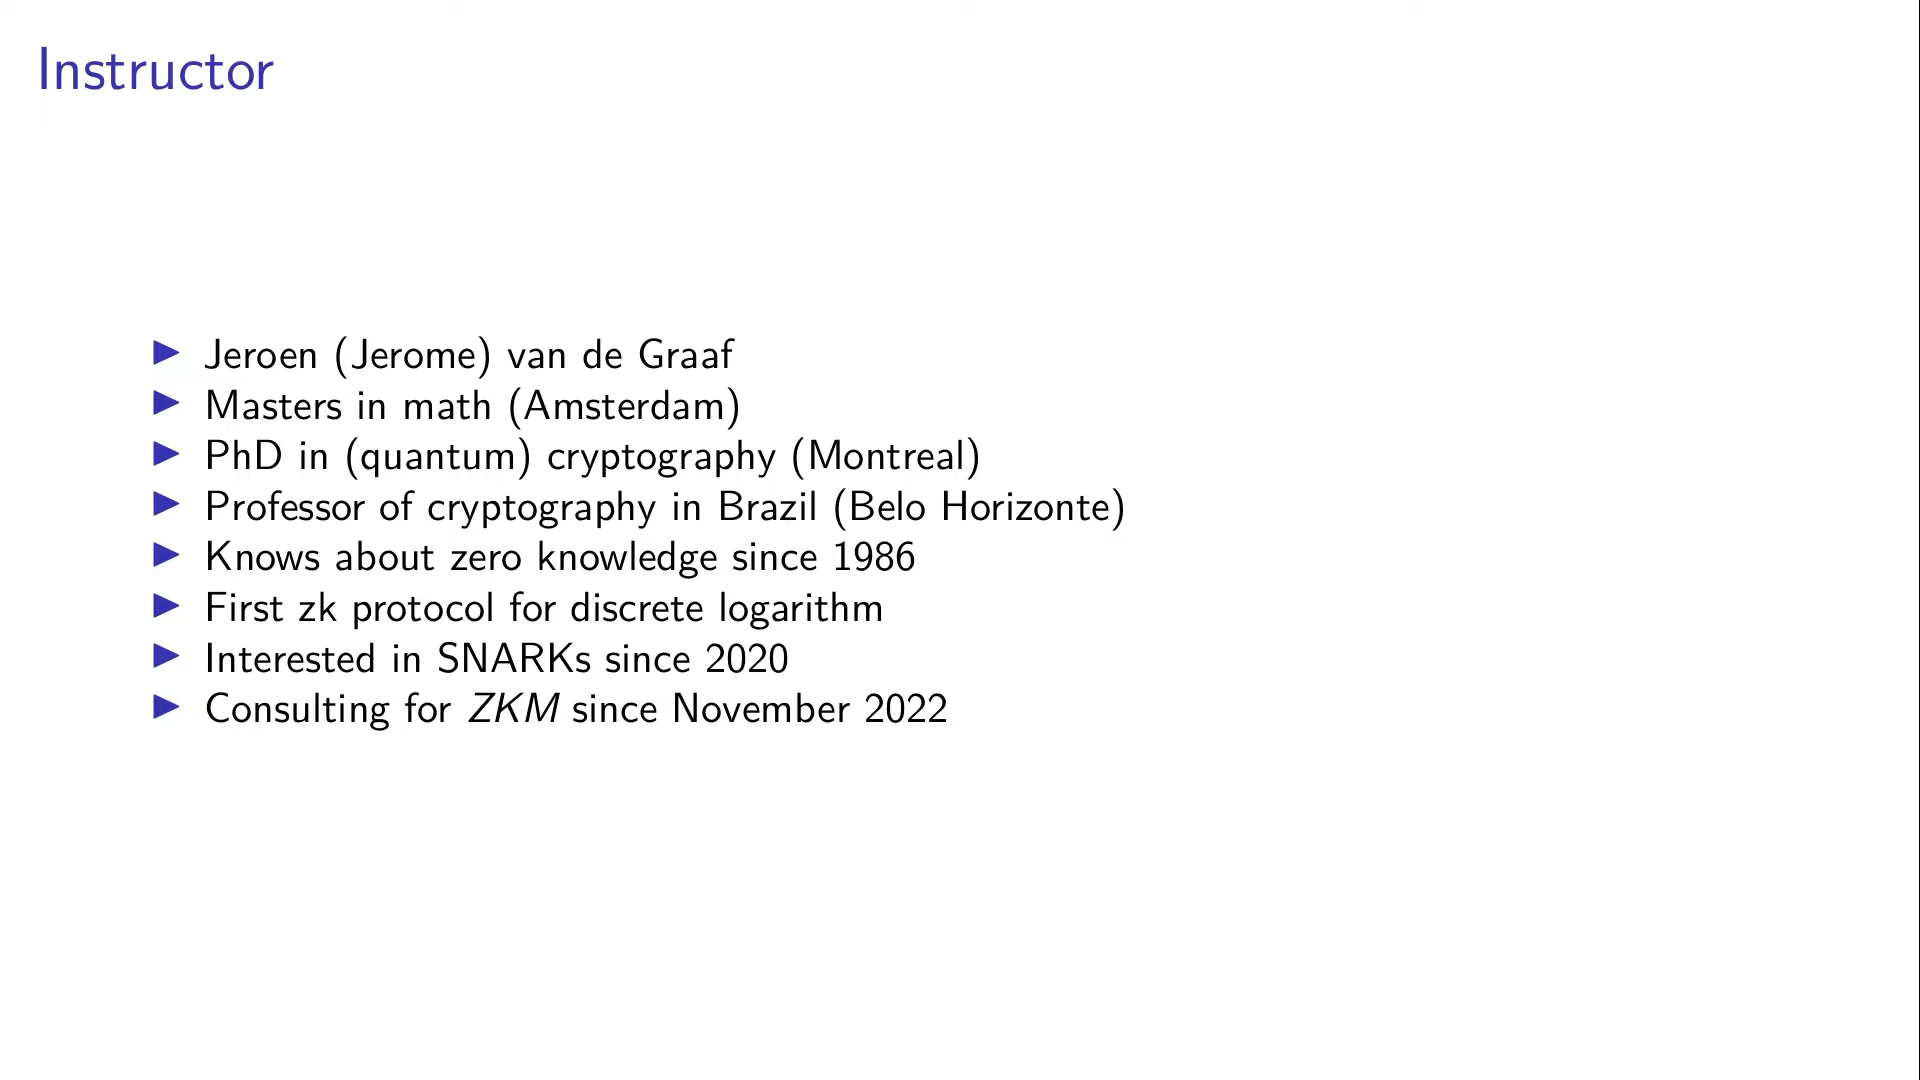 Instructor
Jeroen (Jerome) van de Graaf
Masters in math (Amsterdam)
PhD in (quantum) cryptography (Montreal)
Professor of cryptography in Brazil (Belo Horizonte)
Knows about zero knowledge since 1986
First zk protocol for discrete logarithm
Interested in SNARKs since 2020
Consulting for ZKM since November 2022